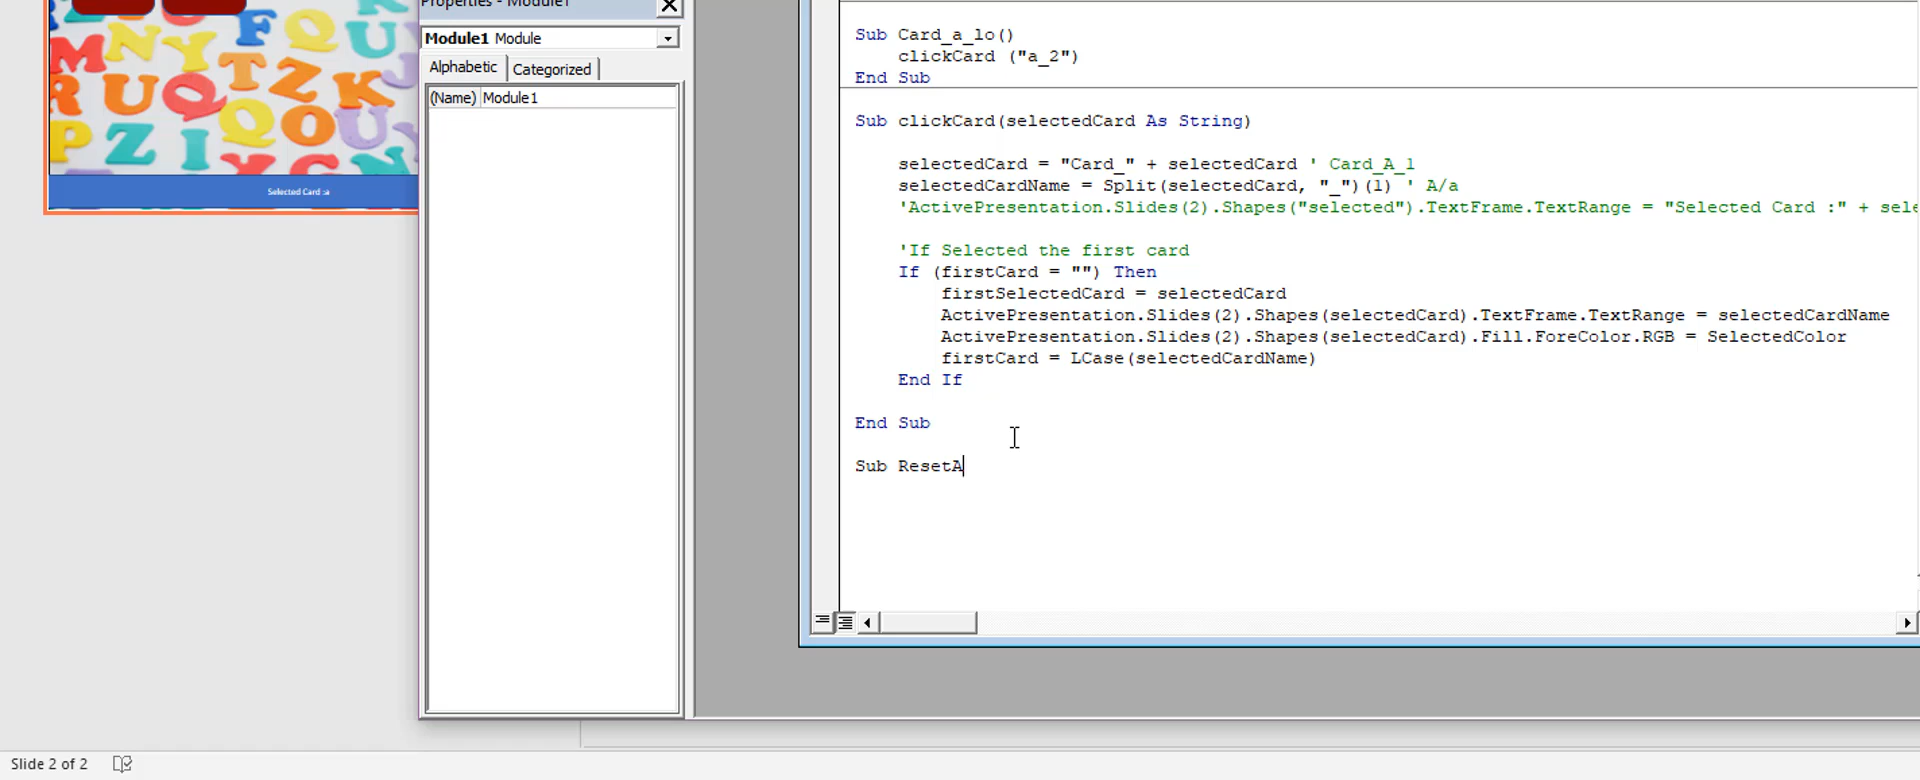 Selected Card :a
Properties - Module1
Module1 Module
Alphabetic Categorized
(Name) Module1
Sub Card_a_lo()
clickCard ("a_2")
End Sub
Sub clickCard(selectedCard As String)
selectedCard = "Card_" + selectedCard ' Card_A_1
selectedCardName = Split(selectedCard, "_")(1) ' A/a
'ActivePresentation.Slides(2).Shapes("selected").TextFrame.TextRange = "Selected Card :" + sele
'If Selected the first card
If (firstCard = "") Then
firstSelectedCard = selectedCard
ActivePresentation.Slides(2).Shapes(selectedCard).TextFrame.TextRange = selectedCardName
ActivePresentation.Slides(2).Shapes(selectedCard).Fill.ForeColor.RGB = SelectedColor
firstCard = LCase(selectedCardName)
End If
End Sub
Sub ResetA
Slide 2 of 2